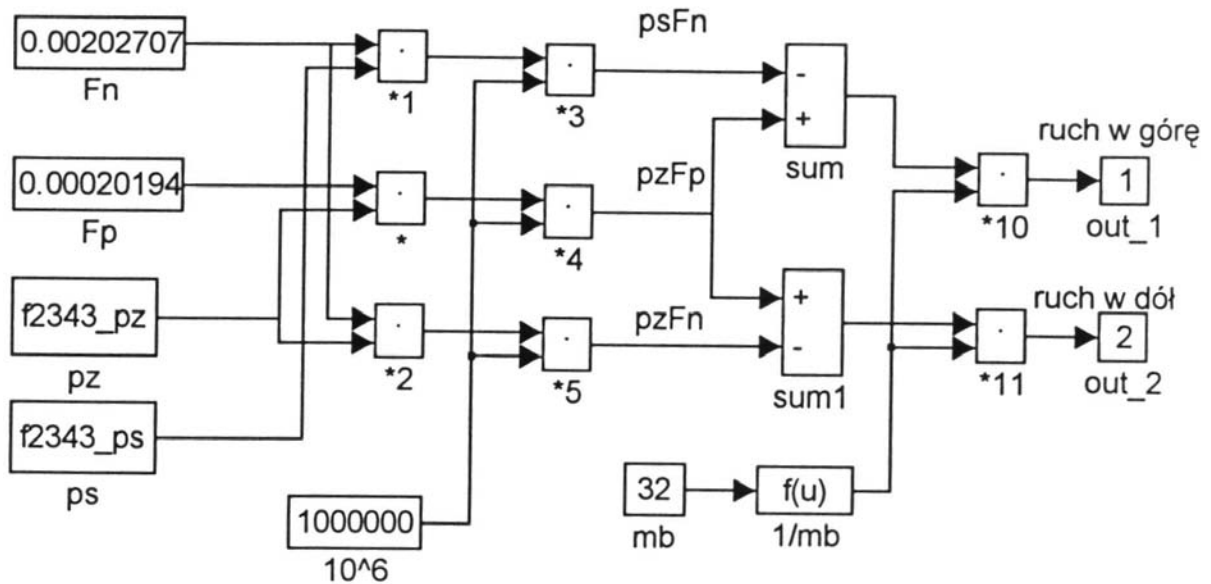 0.00202707
Fn
*1
*3
psFn
-
+
sum
ruch w górę
1
out_1
*10
0.00020194
Fp
*
*4
pzFp
f2343_pz
pz
*2
*5
pzFn
+
-
sum1
ruch w dół
2
out_2
*11
f2343_ps
ps
1000000
10^6
32
mb
f(u)
1/mb